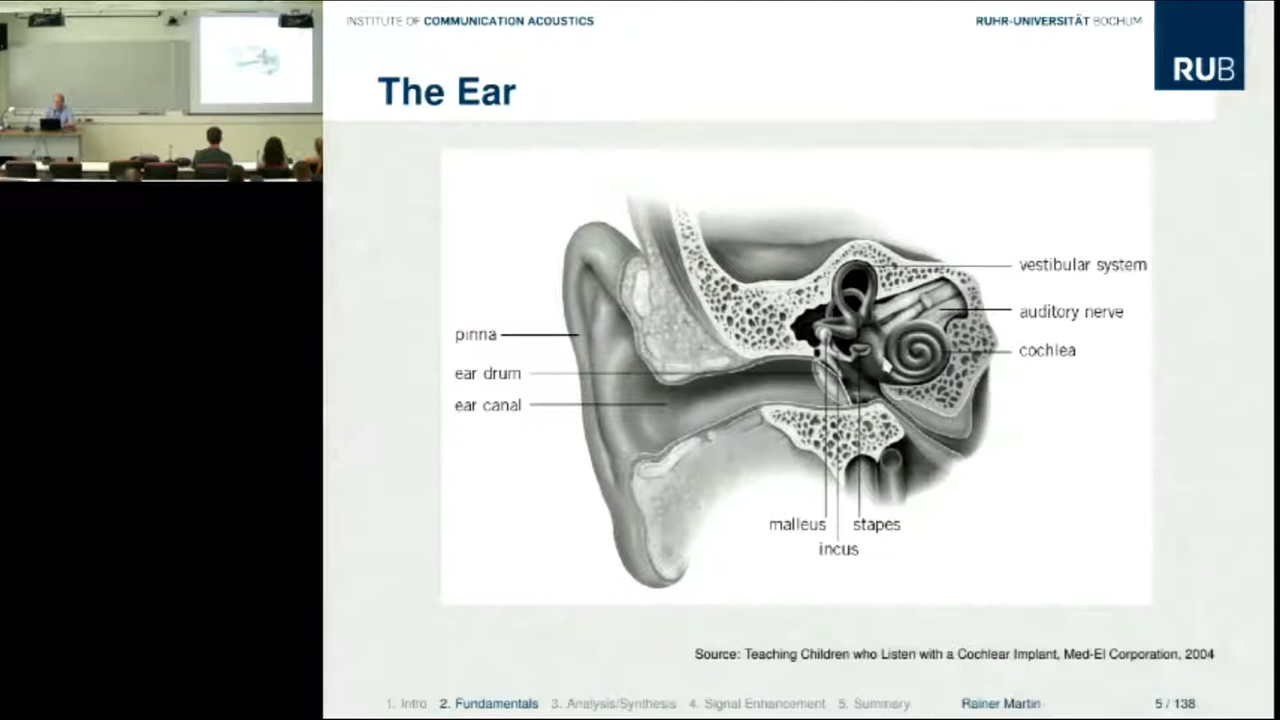 INSTITUTE OF COMMUNICATION ACOUSTICS
RUHR-UNIVERSITÄT BOCHUM
RUB
The Ear
vestibular system
auditory nerve
pinna
cochlea
ear drum
ear canal
malleus
stapes
incus
Source: Teaching Children who Listen with a Cochlear Implant, Med-El Corporation, 2004
1. Intro 2. Fundamentals 3. Analysis/Synthesis 4. Signal Enhancement 5. Summary Rainer Martin 5 / 138